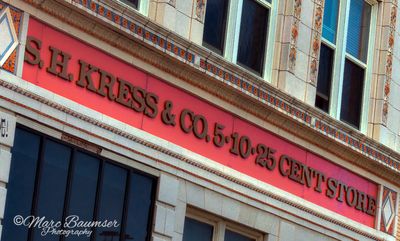 S.H. KRESS & CO. 5-10-25 CENT STORE
©Marc Baumser
Photography